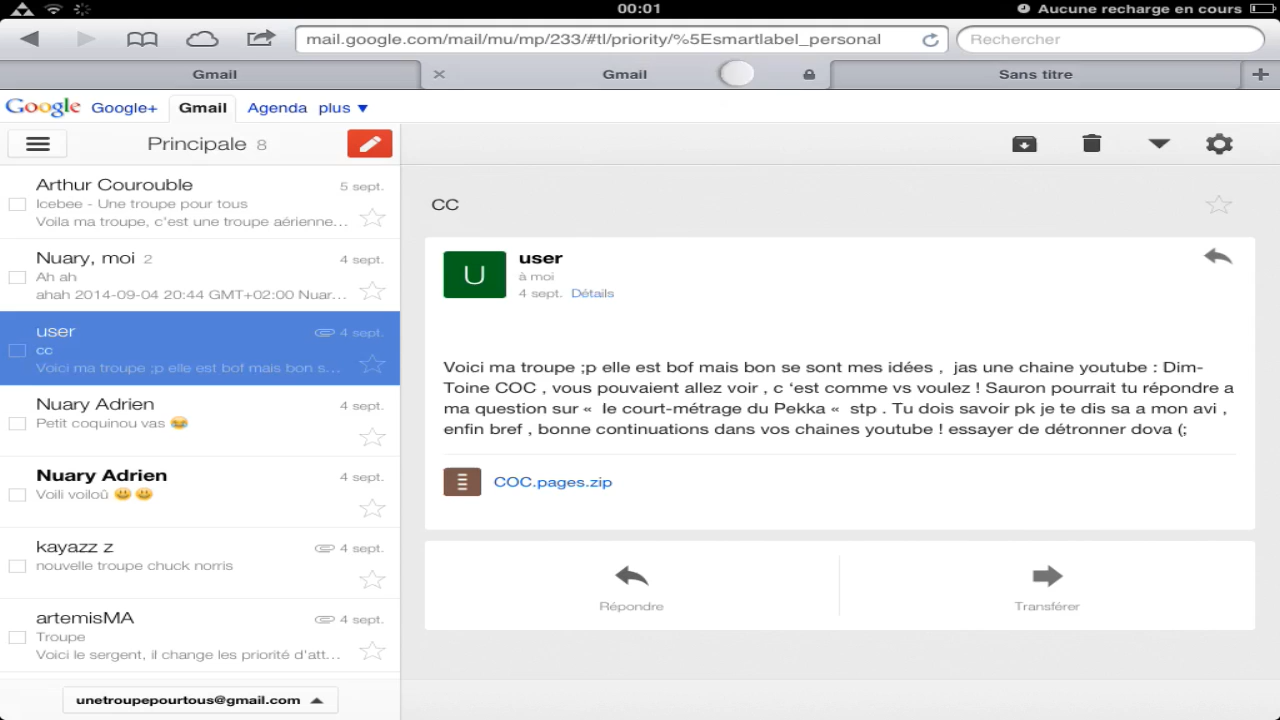 00:01
Aucune recharge en cours
mail.google.com/mail/mu/mp/233/#tl/priority/%5Esmartlabel_personal
Rechercher
Gmail
Gmail
Sans titre
Google Google+ Gmail Agenda plus
Principale 8
Arthur Courouble 5 sept.
Icebee - Une troupe pour tous
Voila ma troupe, c'est une troupe aérienne...
Nuary, moi 2 4 sept.
Ah ah
ahah 2014-09-04 20:44 GMT+02:00 Nuar...
user 4 sept.
cc
Voici ma troupe ;p elle est bof mais bon s...
Nuary Adrien 4 sept.
Petit coquinou vas 😂
Nuary Adrien 4 sept.
Voili voiloû 😃 😃
kayazz z 4 sept.
nouvelle troupe chuck norris
artemisMA 4 sept.
Troupe
Voici le sergent, il change les priorité d'att...
unetroupepourtous@gmail.com
CC
U
user
à moi
4 sept. Détails
Voici ma troupe ;p elle est bof mais bon se sont mes idées , jas une chaine youtube : Dim-
Toine COC , vous pouvaient allez voir , c ‘est comme vs voulez ! Sauron pourrait tu répondre a
ma question sur « le court-métrage du Pekka « stp . Tu dois savoir pk je te dis sa a mon avi ,
enfin bref , bonne continuations dans vos chaines youtube ! essayer de détronner dova (;
COC.pages.zip
Répondre
Transférer